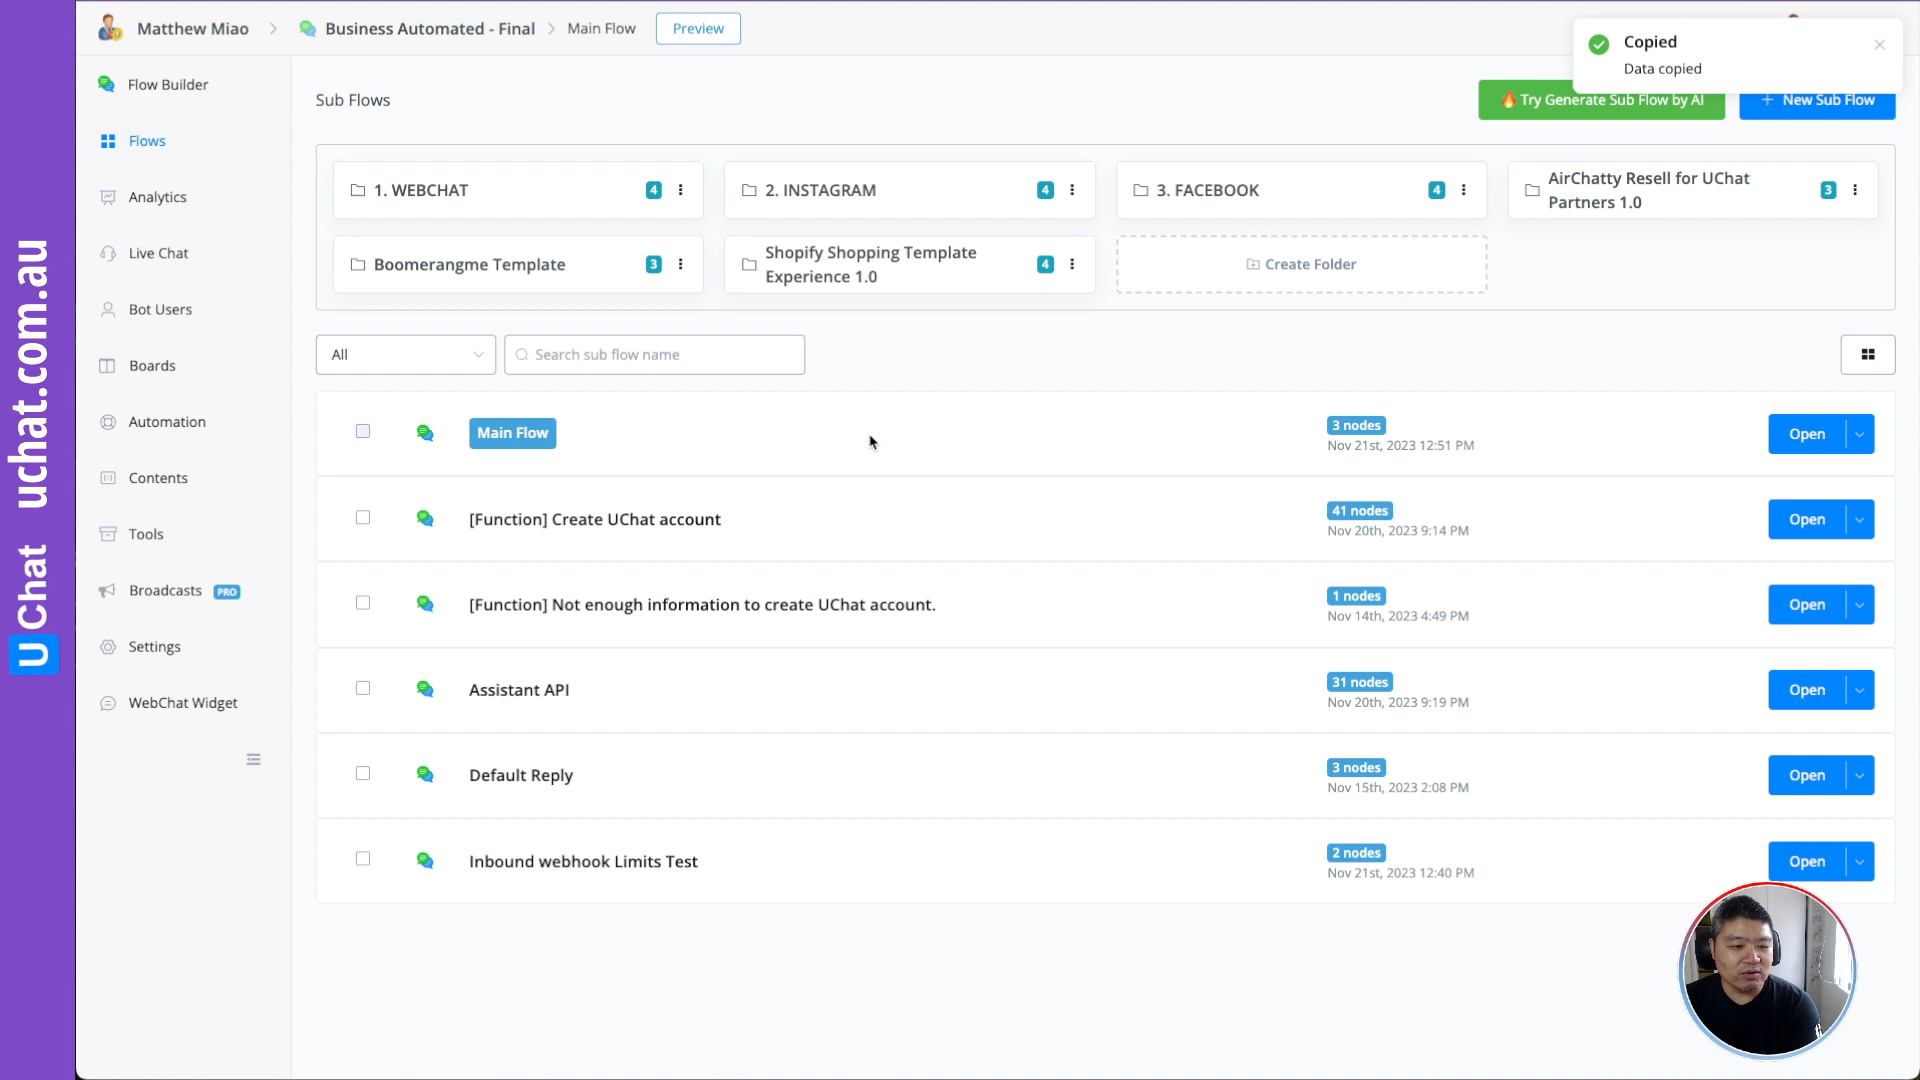 UChat uchat.com.au
Matthew Miao
Business Automated - Final
Main Flow
Preview
Copied
Data copied
Flow Builder
Flows
Analytics
Live Chat
Bot Users
Boards
Automation
Contents
Tools
Broadcasts PRO
Settings
WebChat Widget
Sub Flows
Try Generate Sub Flow by AI
New Sub Flow
1. WEBCHAT 4
2. INSTAGRAM 4
3. FACEBOOK 4
AirChatty Resell for UChat
Partners 1.0 3
Boomerangme Template 3
Shopify Shopping Template
Experience 1.0 4
Create Folder
All
Search sub flow name
Main Flow
3 nodes
Nov 21st, 2023 12:51 PM
Open
[Function] Create UChat account
41 nodes
Nov 20th, 2023 9:14 PM
Open
[Function] Not enough information to create UChat account.
1 nodes
Nov 14th, 2023 4:49 PM
Open
Assistant API
31 nodes
Nov 20th, 2023 9:19 PM
Open
Default Reply
3 nodes
Nov 15th, 2023 2:08 PM
Open
Inbound webhook Limits Test
2 nodes
Nov 21st, 2023 12:40 PM
Open
U